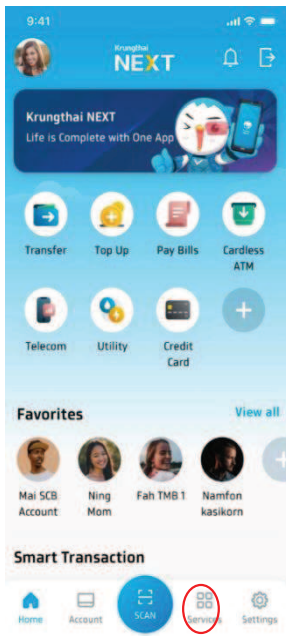 9:41
Krungthai
NEXT
Krungthai NEXT
Life is Complete with One App
Transfer
Top Up
Pay Bills
Cardless
ATM
Telecom
Utility
Credit
Card
Favorites
View all
Mai SCB
Account
Ning
Mom
Fah TMB 1
Namfon
kasikorn
Smart Transaction
Home
Account
SCAN
Services
Settings